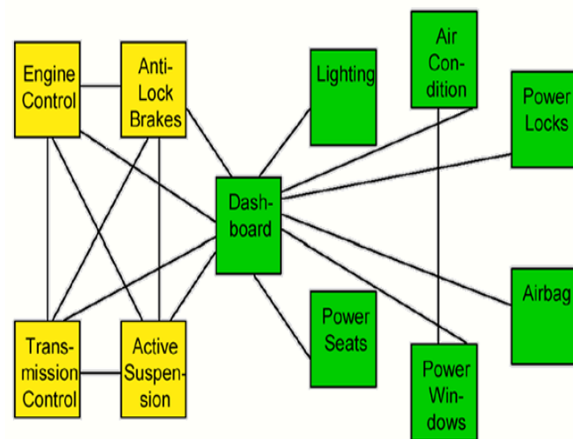 Engine
Control
Anti-
Lock
Brakes
Lighting
Air
Con-
dition
Power
Locks
Dash-
board
Trans-
mission
Control
Active
Suspen-
sion
Power
Seats
Power
Win-
dows
Airbag